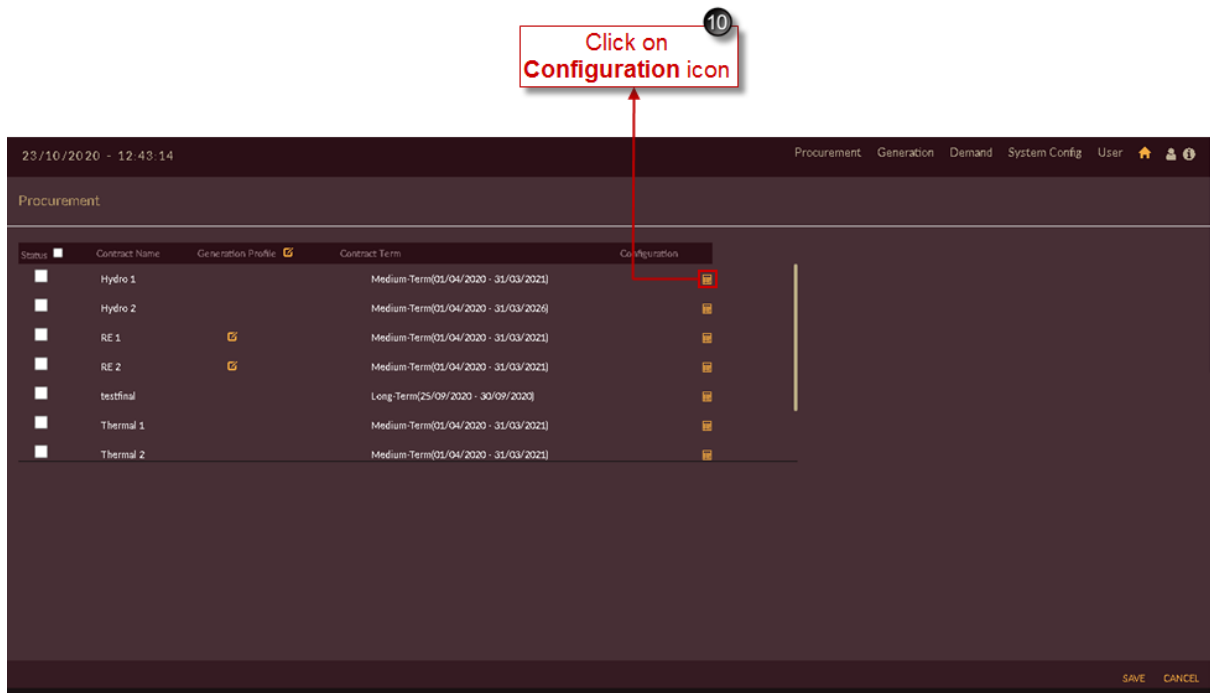 10
Click on
Configuration icon
23/10/2020 - 12:43:14 Procurement Generation Demand System Config User
Procurement
Status Contract Name Generation Profile Contract Term Configuration
Hydro 1 Medium-Term(01/04/2020 - 31/03/2021)
Hydro 2 Medium-Term(01/04/2020 - 31/03/2026)
RE 1 Medium-Term(01/04/2020 - 31/03/2021)
RE 2 Medium-Term(01/04/2020 - 31/03/2021)
testfinal Long-Term(25/09/2020 - 30/09/2020)
Thermal 1 Medium-Term(01/04/2020 - 31/03/2021)
Thermal 2 Medium-Term(01/04/2020 - 31/03/2021)
SAVE CANCEL